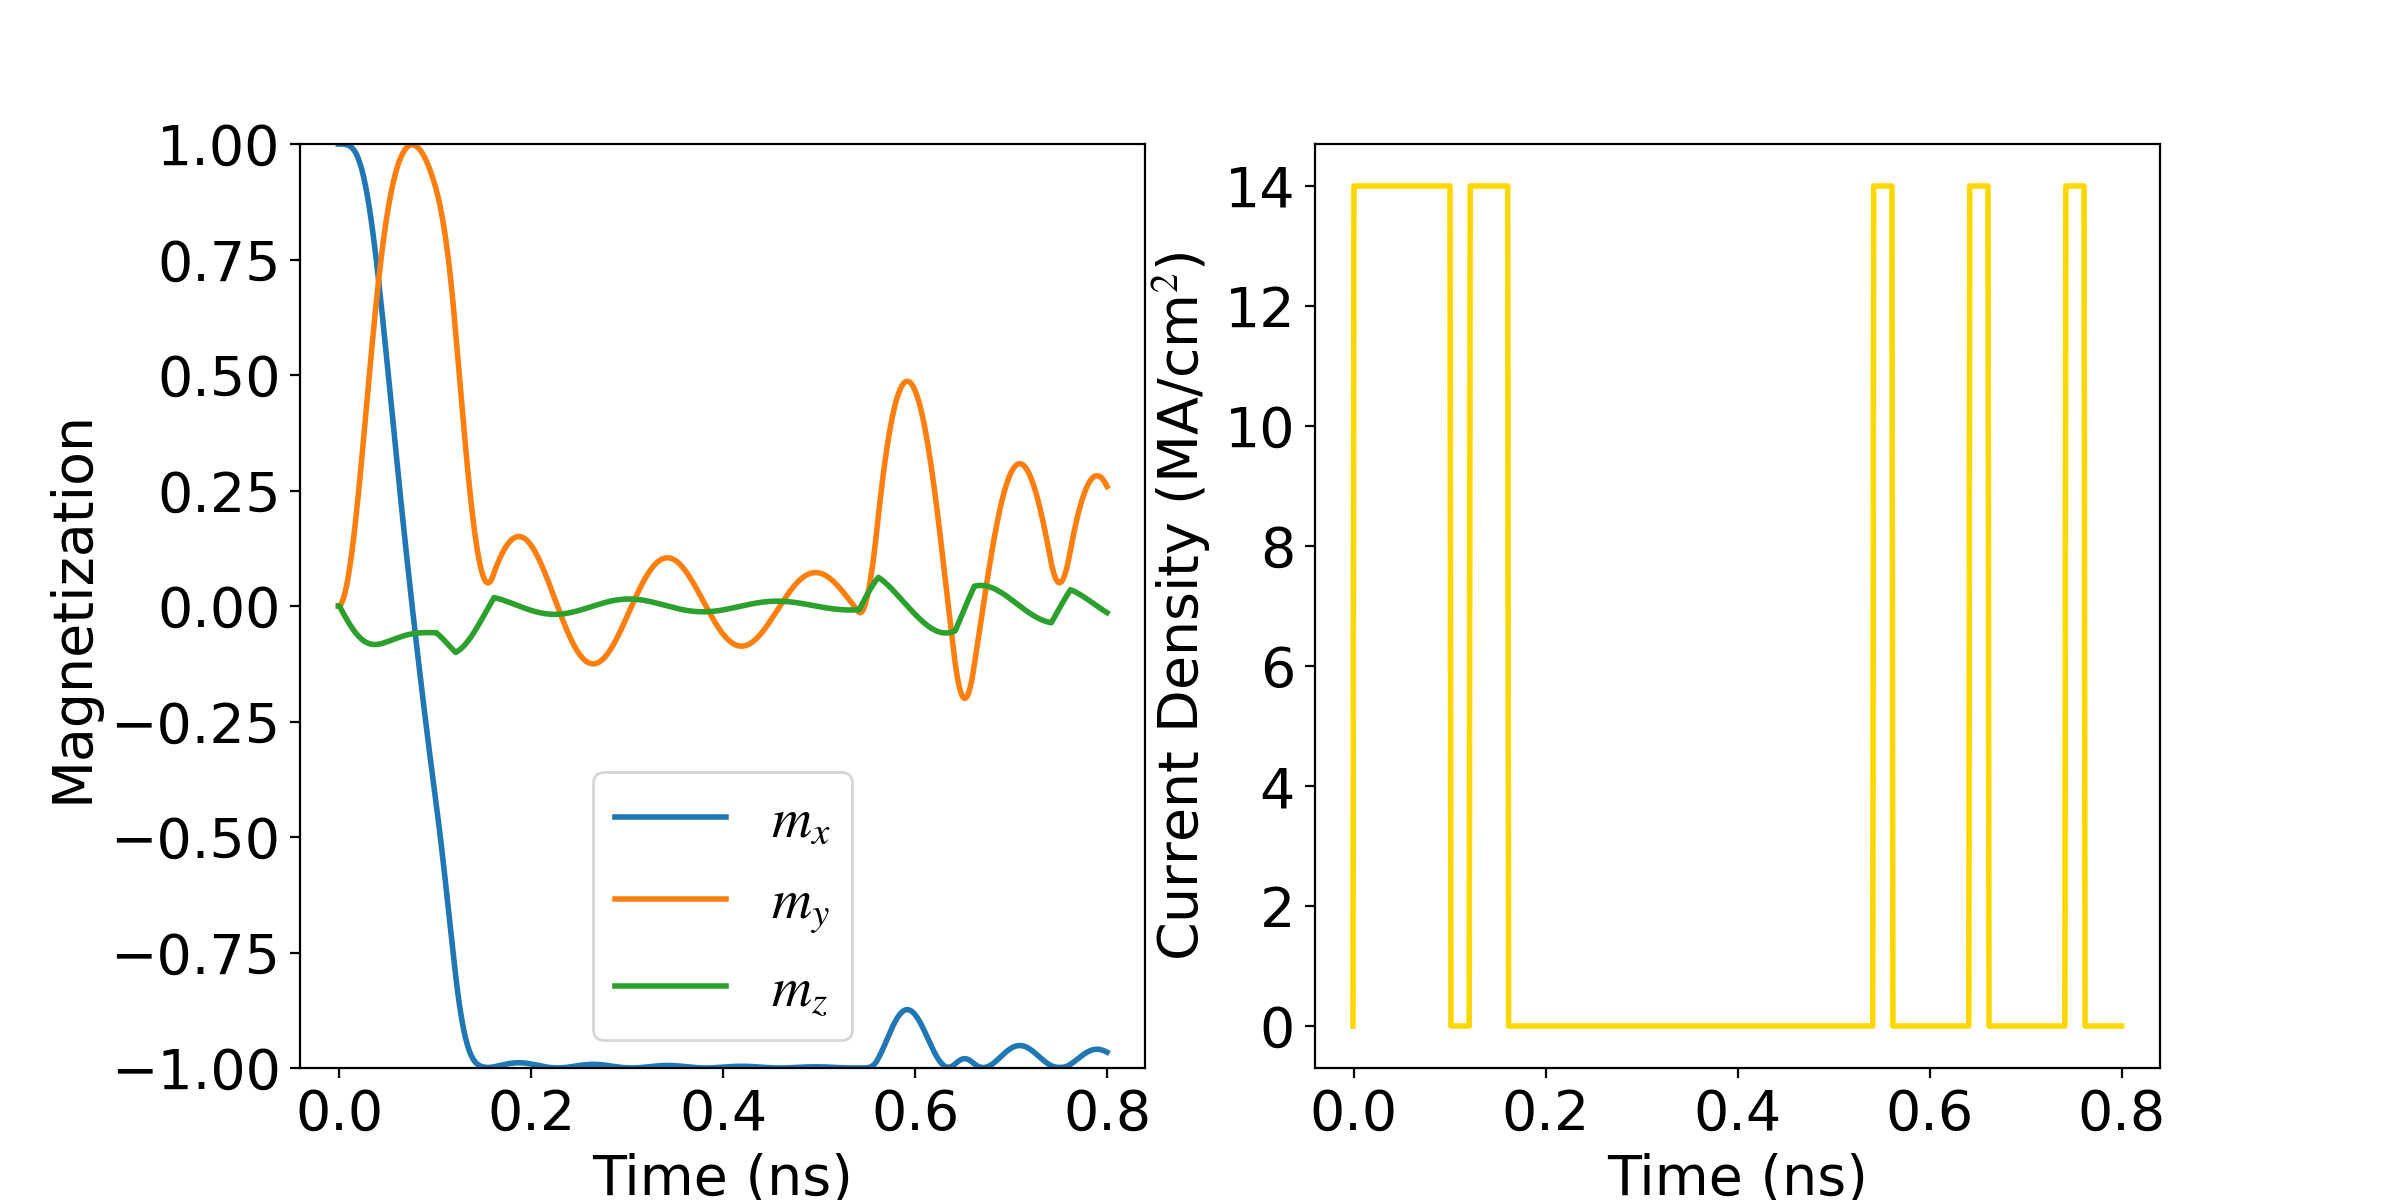 Magnetization
1.00
0.75
0.50
0.25
0.00
−0.25
−0.50
−0.75
−1.00
0.0 0.2 0.4 0.6 0.8
Time (ns)
m_x
m_y
m_z
Current Density (MA/cm²)
14
12
10
8
6
4
2
0
0.0 0.2 0.4 0.6 0.8
Time (ns)